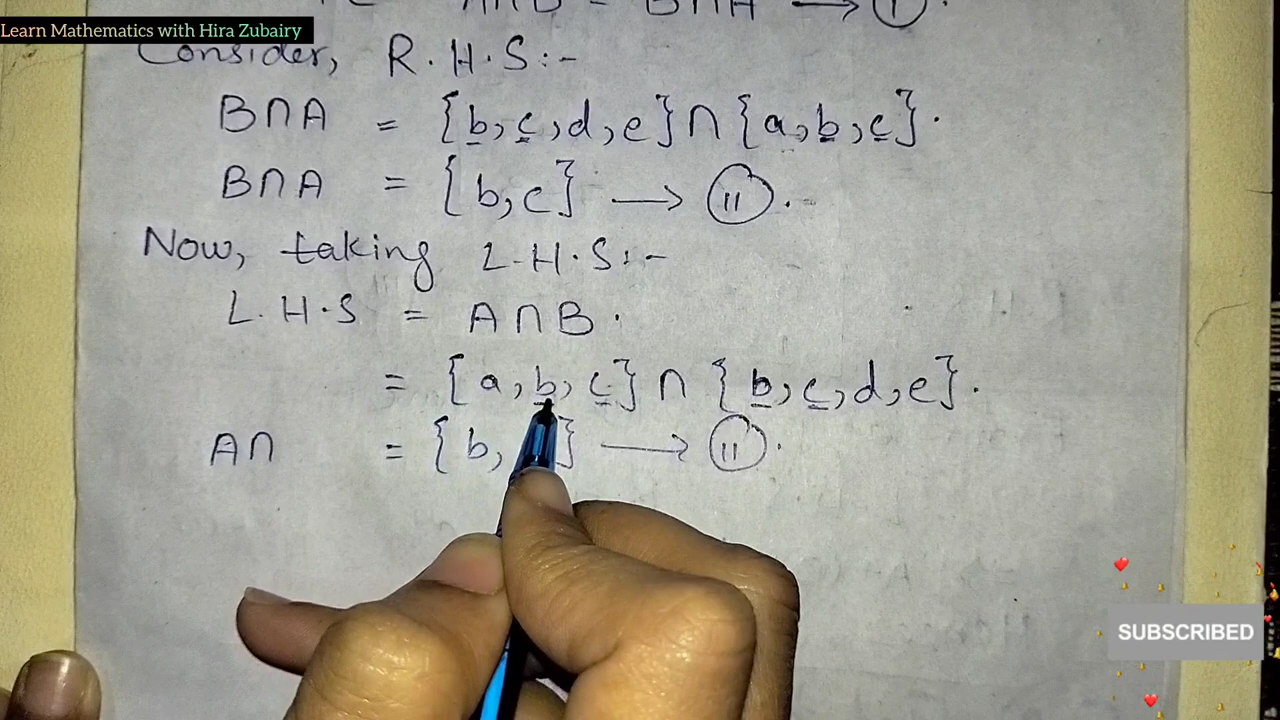 A∩B = B∩A → I.
Learn Mathematics with Hira Zubairy
Consider, R.H.S:-
B∩A = {b, c, d, e} ∩ {a, b, c}.
B∩A = {b, c} → II.
Now, taking L.H.S:-
L.H.S = A∩B.
= {a, b, c} ∩ {b, c, d, e}.
A∩ = {b, } → II.
SUBSCRIBED